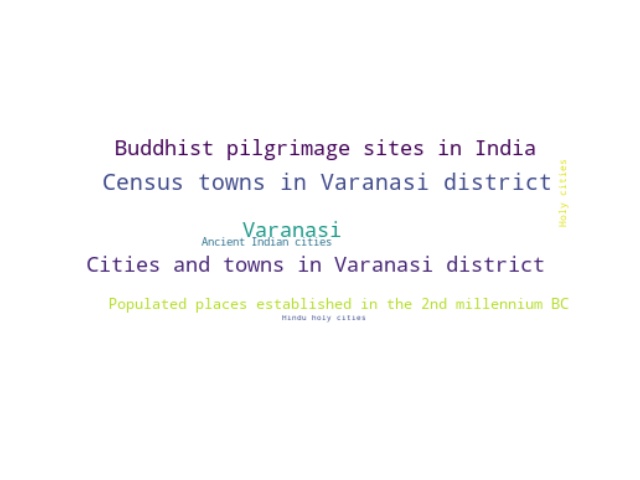 Buddhist pilgrimage sites in India
Holy cities
Census towns in Varanasi district
Varanasi
Ancient Indian cities
Cities and towns in Varanasi district
Populated places established in the 2nd millennium BC
Hindu holy cities